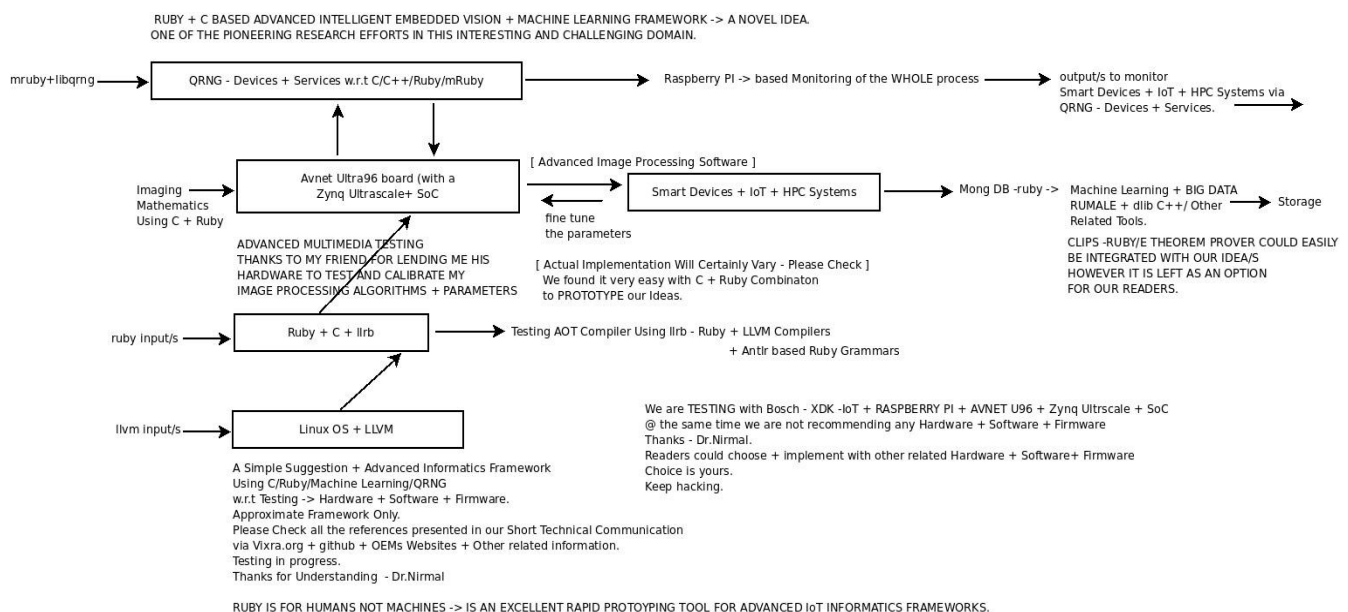 RUBY + C BASED ADVANCED INTELLIGENT EMBEDDED VISION + MACHINE LEARNING FRAMEWORK -> A NOVEL IDEA.
ONE OF THE PIONEERING RESEARCH EFFORTS IN THIS INTERESTING AND CHALLENGING DOMAIN.
mruby+libqrng
QRNG - Devices + Services w.r.t C/C++/Ruby/mRuby
Raspberry PI -> based Monitoring of the WHOLE process
output/s to monitor
Smart Devices + IoT + HPC Systems via
QRNG - Devices + Services.
Imaging
Mathematics
Using C + Ruby
Avnet Ultra96 board (with a
Zynq Ultrascale+ SoC
[ Advanced Image Processing Software ]
fine tune
the parameters
Smart Devices + IoT + HPC Systems
Mong DB -ruby ->
Machine Learning + BIG DATA
RUMALE + dlib C++/ Other
Related Tools.
Storage
CLIPS -RUBY/E THEOREM PROVER COULD EASILY
BE INTEGRATED WITH OUR IDEA/S
HOWEVER IT IS LEFT AS AN OPTION
FOR OUR READERS.
ADVANCED MULTIMEDIA TESTING
THANKS TO MY FRIEND FOR LENDING ME HIS
HARDWARE TO TEST AND CALIBRATE MY
IMAGE PROCESSING ALGORITHMS + PARAMETERS
[ Actual Implementation Will Certainly Vary - Please Check ]
We found it very easy with C + Ruby Combinaton
to PROTOTYPE our Ideas.
ruby input/s
Ruby + C + llrb
Testing AOT Compiler Using llrb - Ruby + LLVM Compilers
+ Antlr based Ruby Grammars
llvm input/s
Linux OS + LLVM
We are TESTING with Bosch - XDK -IoT + RASPBERRY PI + AVNET U96 + Zynq Ultrscale + SoC
@ the same time we are not recommending any Hardware + Software + Firmware
Thanks - Dr.Nirmal.
Readers could choose + implement with other related Hardware + Software+ Firmware
Choice is yours.
Keep hacking.
A Simple Suggestion + Advanced Informatics Framework
Using C/Ruby/Machine Learning/QRNG
w.r.t Testing -> Hardware + Software + Firmware.
Approximate Framework Only.
Please Check all the references presented in our Short Technical Communication
via Vixra.org + github + OEMs Websites + Other related information.
Testing in progress.
Thanks for Understanding - Dr.Nirmal
RUBY IS FOR HUMANS NOT MACHINES -> IS AN EXCELLENT RAPID PROTOYPING TOOL FOR ADVANCED IoT INFORMATICS FRAMEWORKS.